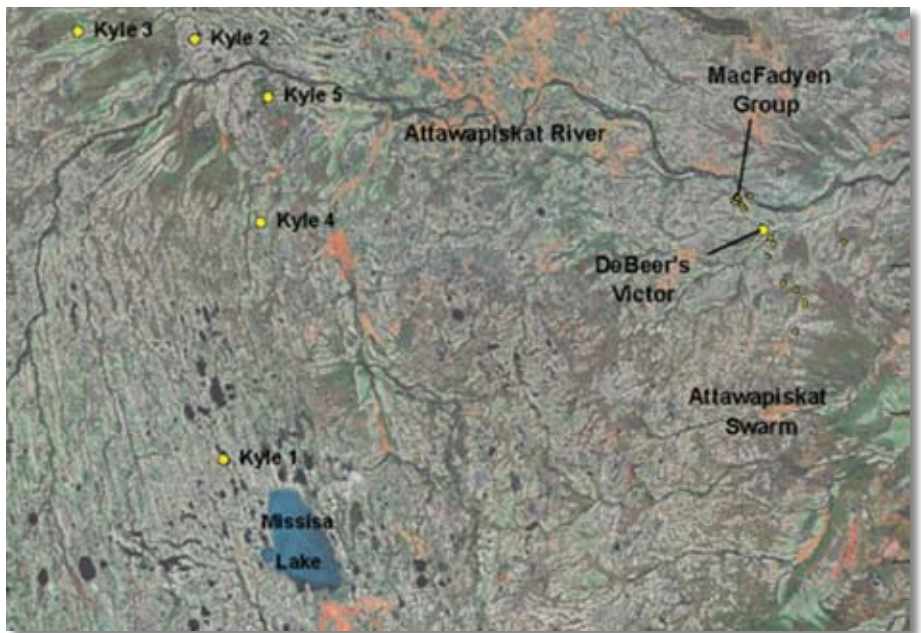 Kyle 3
Kyle 2
Kyle 5
MacFadyen
Group
Attawapiskat River
Kyle 4
DeBeer's
Victor
Attawapiskat
Swarm
Kyle 1
Missisa
Lake